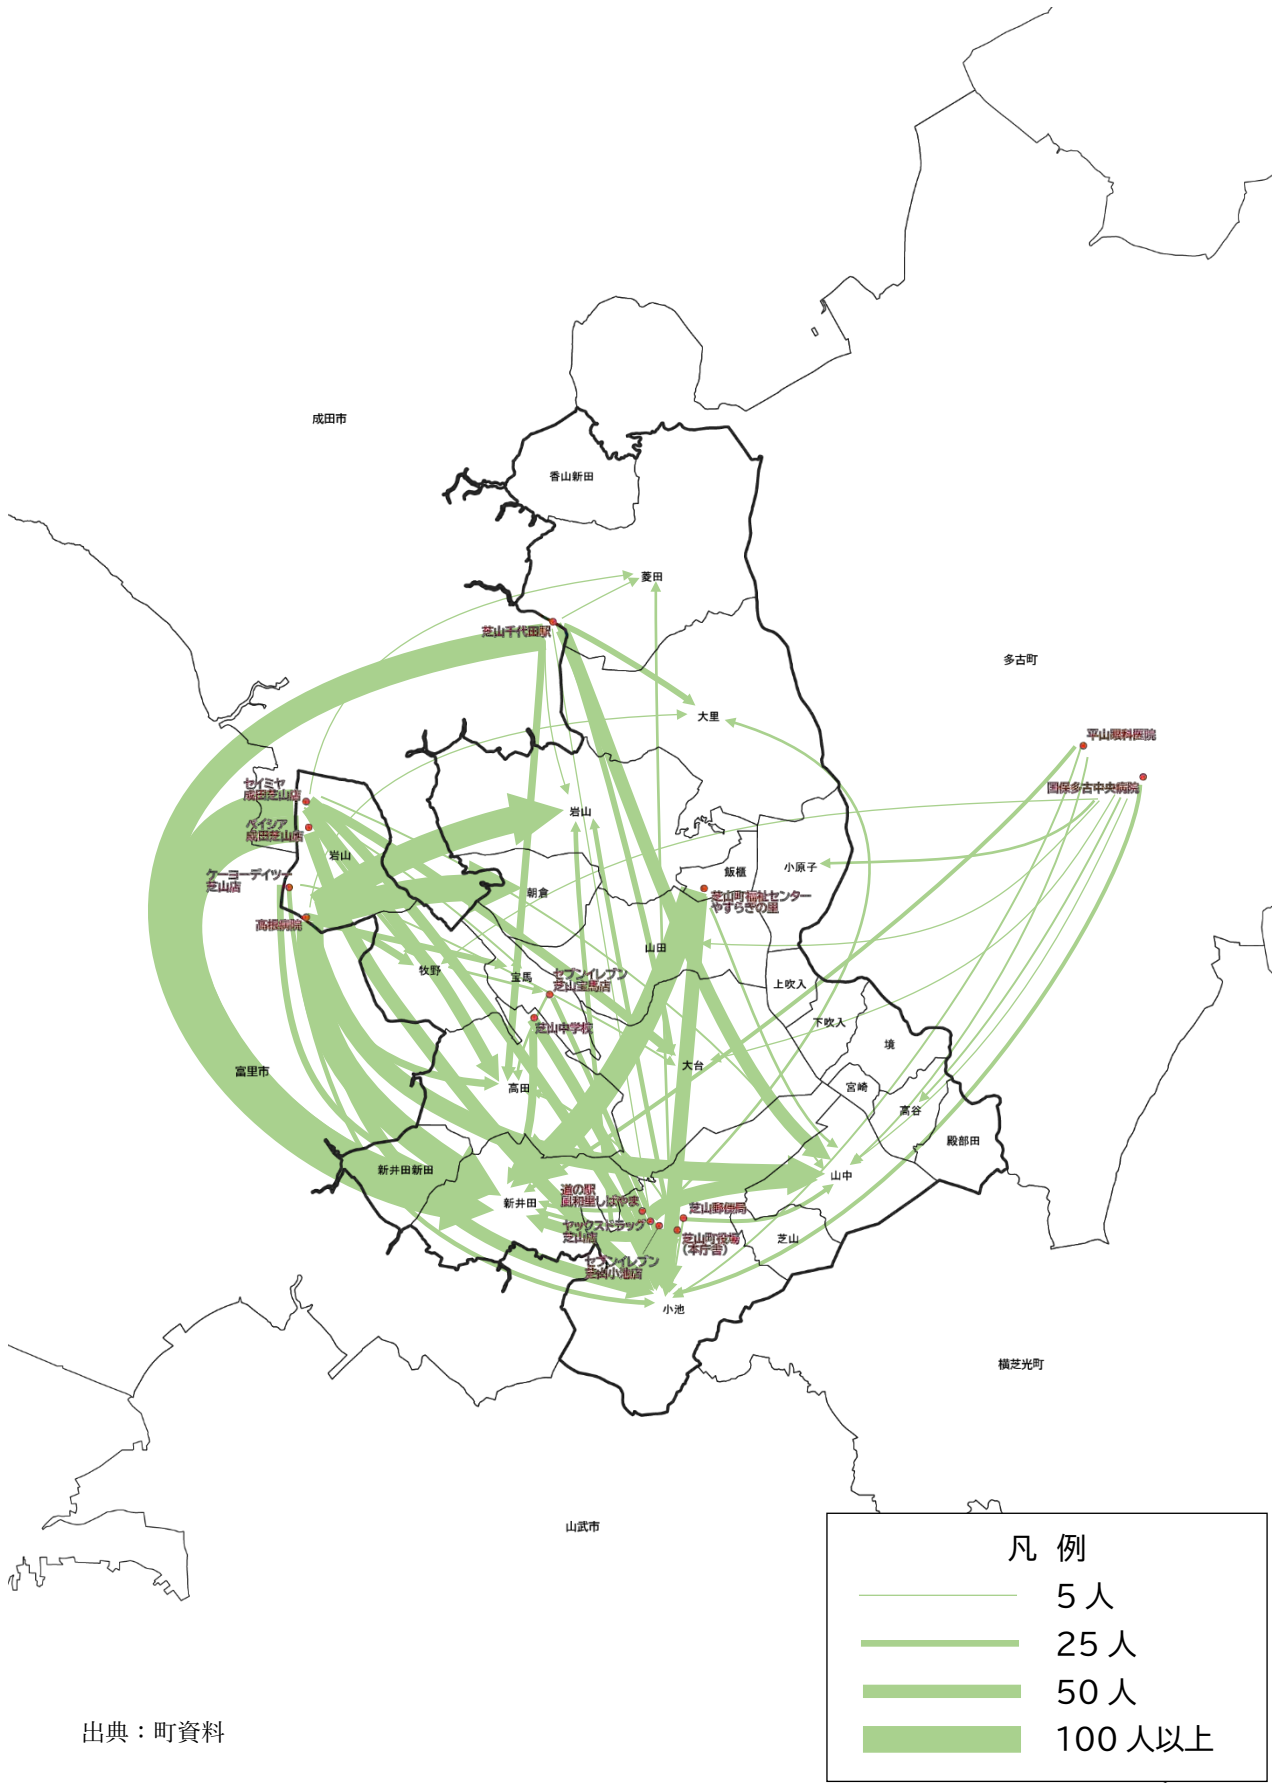 成田市
香山新田
菱田
芝山千代田駅
多古町
大里
平山眼科医院
国保多古中央病院
セイミヤ
成田芝山店
岩山
ベイシア
成田芝山店
岩山
小原子
飯櫃
ケーヨーデイツー
芝山店
朝倉
芝山町福祉センター
やすらぎの里
高根病院
山田
牧野
宝馬
セブンイレブン
芝山宝馬店
上吹入
芝山中学校
下吹入
境
富里市
大台
高田
宮崎
高谷
殿部田
新井田新田
山中
新井田
道の駅
風和里しばやま
芝山郵便局
ヤックスドラッグ
芝山店
芝山町役場
(本庁舎)
芝山
セブンイレブン
芝山小池店
小池
横芝光町
山武市
凡 例
5人
25人
50人
100人以上
出典：町資料